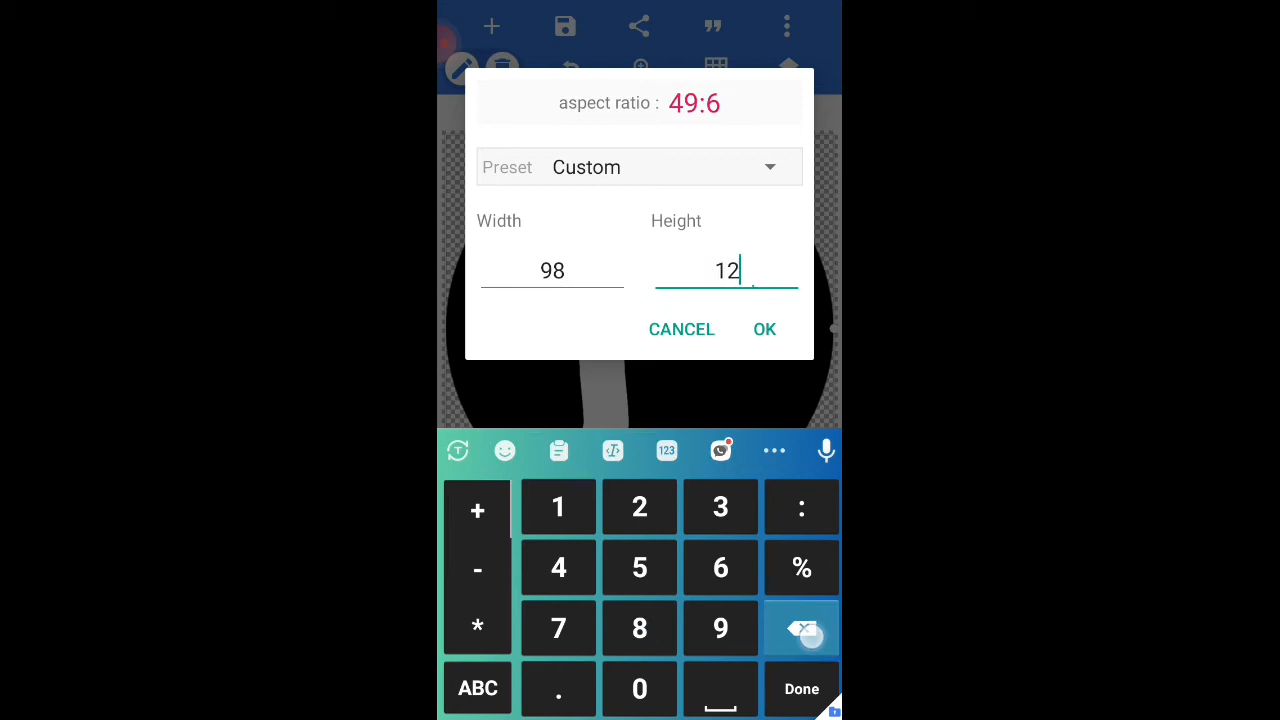 aspect ratio : 49:6
Preset Custom
Width Height
98 12
CANCEL OK
123
+ 1 2 3 :
- 4 5 6 %
* 7 8 9
ABC . 0 Done